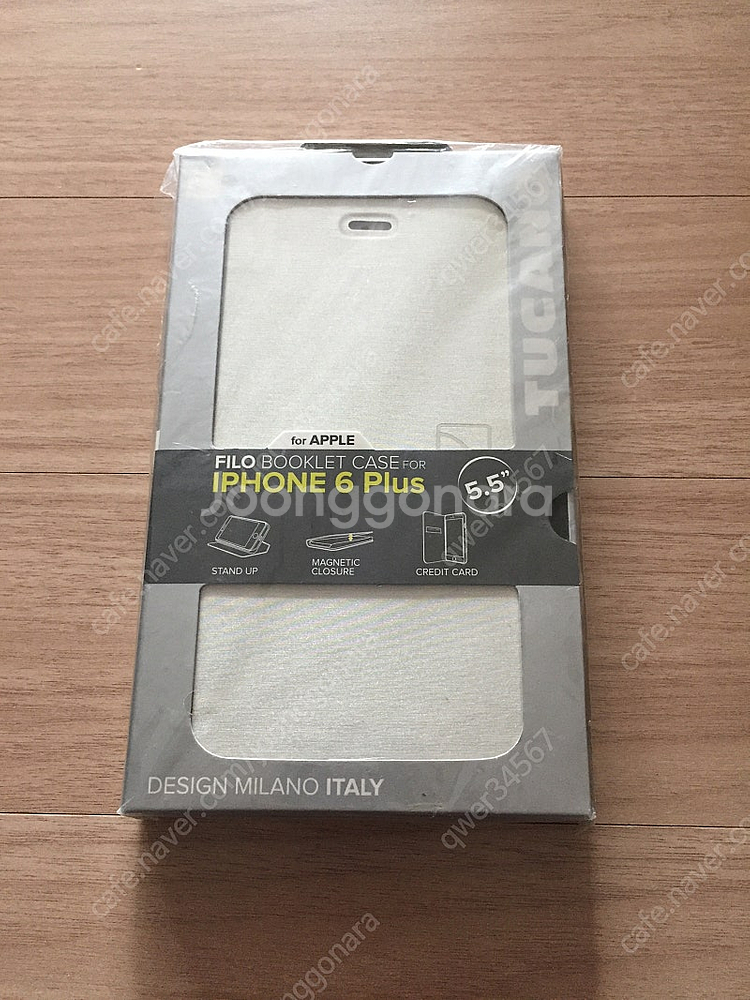 TUCANO
for APPLE
FILO BOOKLET CASE FOR
IPHONE 6 Plus
5.5”
STAND UP
MAGNETIC
CLOSURE
CREDIT CARD
DESIGN MILANO ITALY
joonggonara
cafe.naver.com/joonggonara
qwer34567